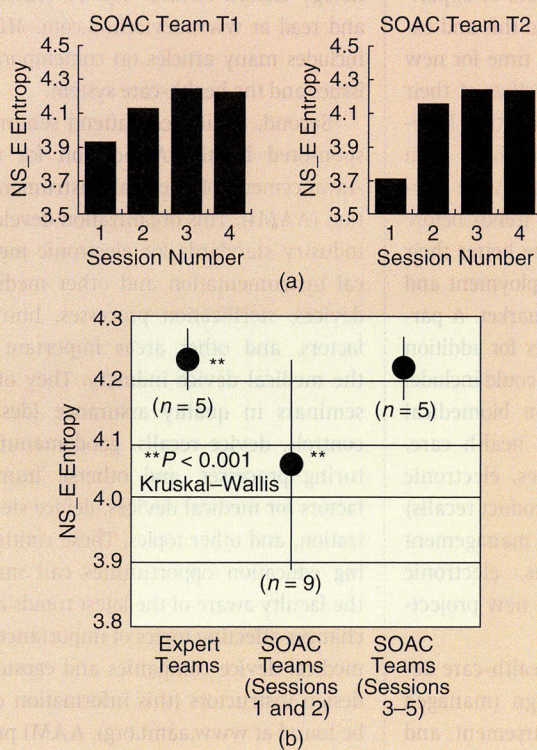 SOAC Team T1
SOAC Team T2
NS_E Entropy
4.5
4.3
4.1
3.9
3.7
3.5
1 2 3 4
Session Number
NS_E Entropy
4.5
4.3
4.1
3.9
3.7
3.5
1 2 3 4
Session Number
(a)
NS_E Entropy
4.3
4.2
4.1
4.0
3.9
3.8
**
(n = 5)
(n = 5)
**P < 0.001
Kruskal–Wallis
**
(n = 9)
Expert
Teams
SOAC
Teams
(Sessions
1 and 2)
SOAC
Teams
(Sessions
3–5)
(b)